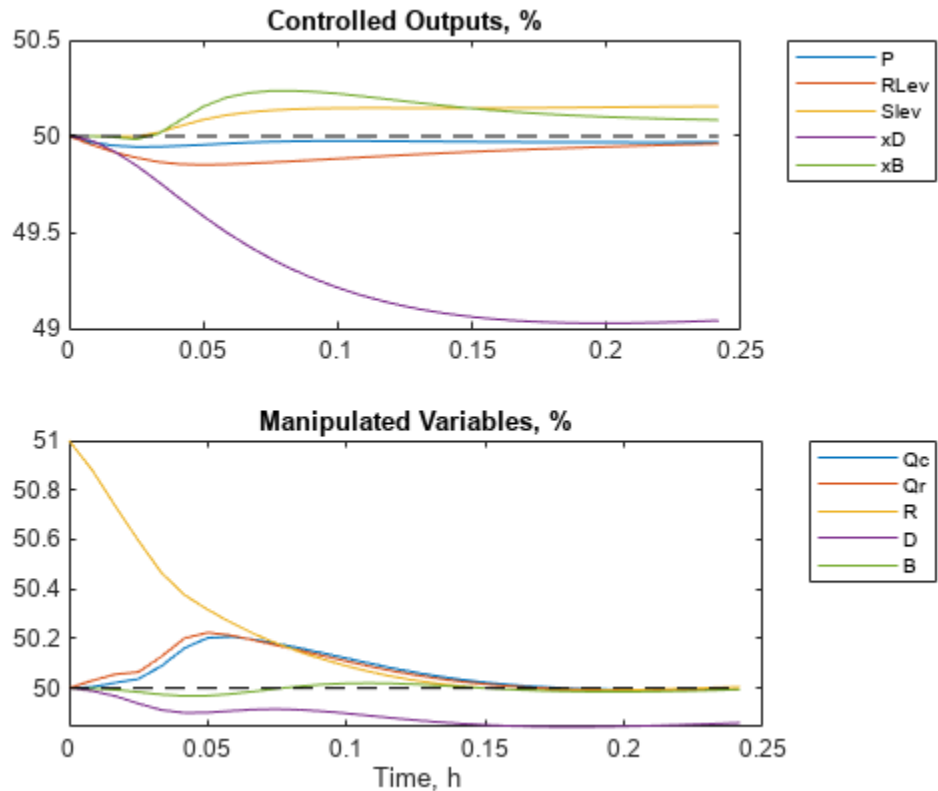 Controlled Outputs, %
50.5
50
49.5
49
0
0.05
0.1
0.15
0.2
0.25
P
RLev
Slev
xD
xB
Manipulated Variables, %
51
50.8
50.6
50.4
50.2
50
0
0.05
0.1
0.15
0.2
0.25
Time, h
Qc
Qr
R
D
B